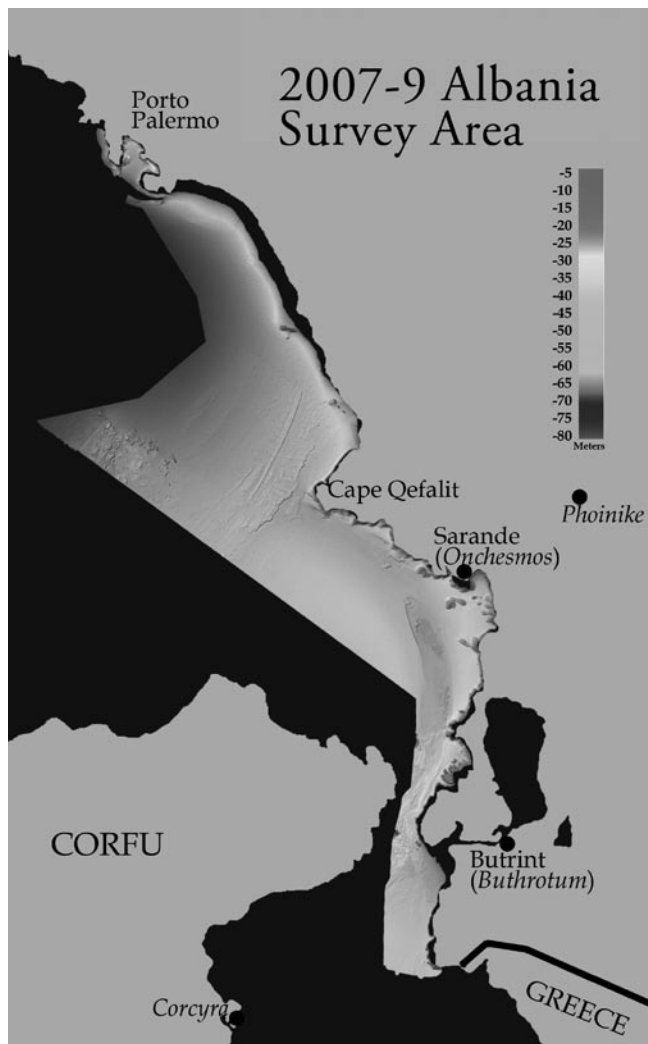 2007-9 Albania
Survey Area
Porto
Palermo
-5
-10
-15
-20
-25
-30
-35
-40
-45
-50
-55
-60
-65
-70
-75
-80
Meters
Cape Qefalit
Phoinike
Sarande
(Onchesmos)
CORFU
Butrint
(Buthrotum)
GREECE
Corcyra